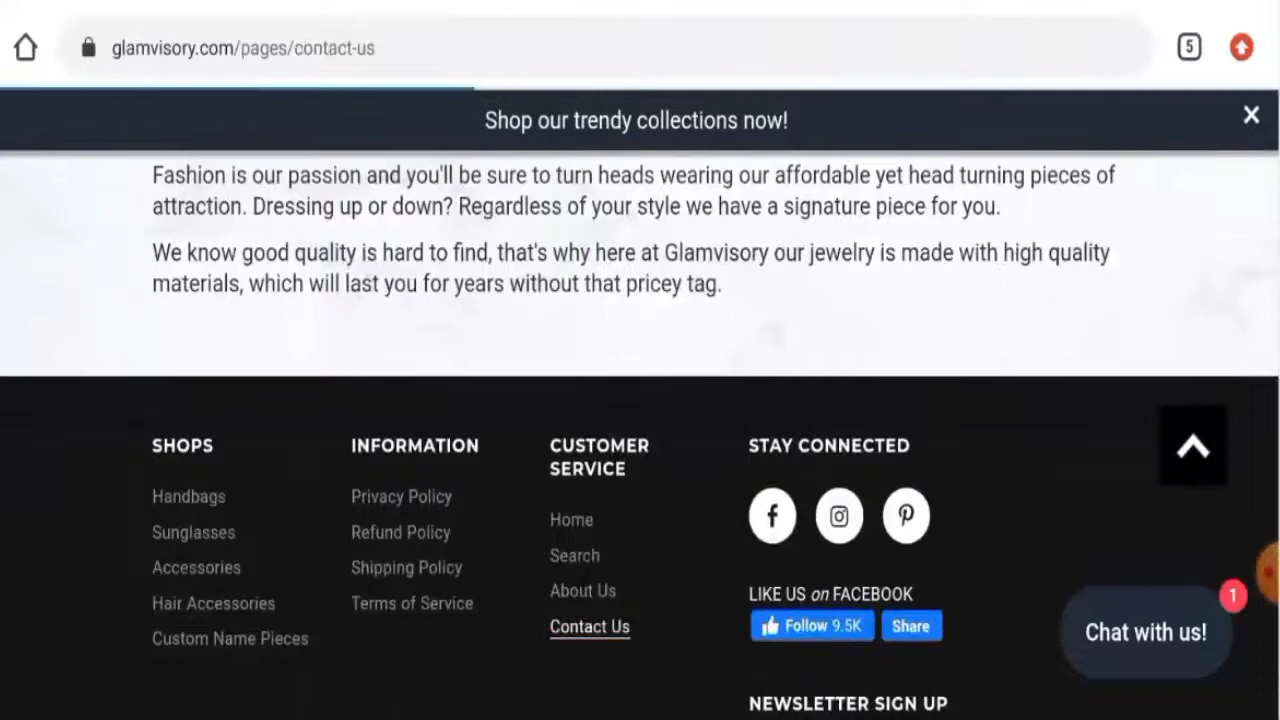 glamvisory.com/pages/contact-us
5
Shop our trendy collections now!
Fashion is our passion and you'll be sure to turn heads wearing our affordable yet head turning pieces of
attraction. Dressing up or down? Regardless of your style we have a signature piece for you.
We know good quality is hard to find, that's why here at Glamvisory our jewelry is made with high quality
materials, which will last you for years without that pricey tag.
SHOPS
Handbags
Sunglasses
Accessories
Hair Accessories
Custom Name Pieces
INFORMATION
Privacy Policy
Refund Policy
Shipping Policy
Terms of Service
CUSTOMER
SERVICE
Home
Search
About Us
Contact Us
STAY CONNECTED
LIKE US on FACEBOOK
Follow 9.5K
Share
NEWSLETTER SIGN UP
1
Chat with us!